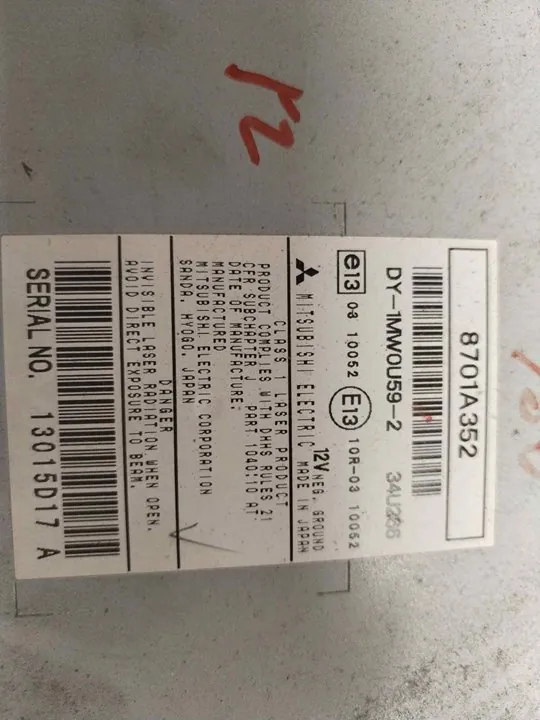 8701A352
DY-1MW0U59-2 34U266
e13 03 10052 E13 10R-03 10052
MITSUBISHI ELECTRIC 12V NEG. GROUND
MADE IN JAPAN
CLASS 1 LASER PRODUCT
PRODUCT COMPLIES WITH DHHS RULES 21
CFR SUBCHAPTER J PART 1040.10 AT
DATE OF MANUFACTURE.
MANUFACTURED
MITSUBISHI ELECTRIC CORPORATION
SANDA, HYOGO, JAPAN
DANGER
INVISIBLE LASER RADIATION WHEN OPEN.
AVOID DIRECT EXPOSURE TO BEAM.
SERIAL NO. 13015D17 A